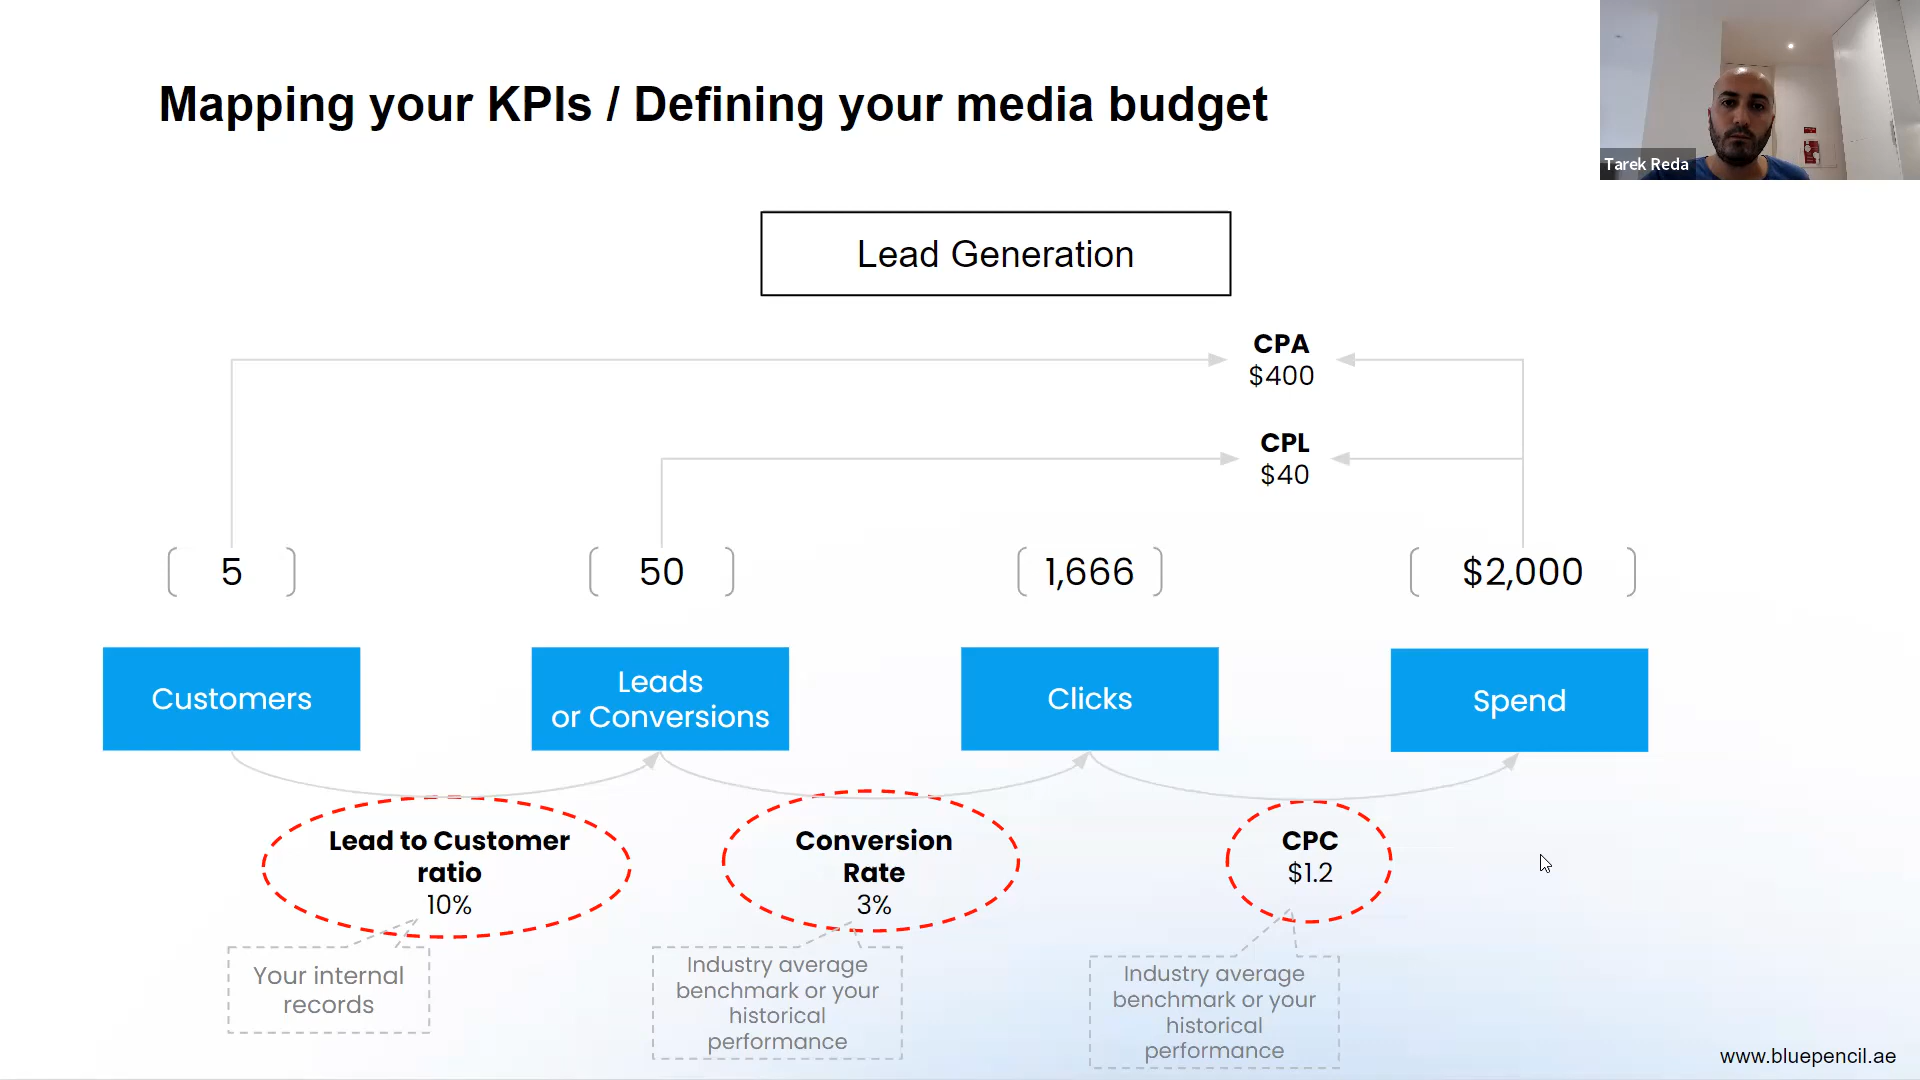 Mapping your KPIs / Defining your media budget
Tarek Reda
Lead Generation
CPA
$400
CPL
$40
5
50
1,666
$2,000
Customers
Leads
or Conversions
Clicks
Spend
Lead to Customer
ratio
10%
Conversion
Rate
3%
CPC
$1.2
Your internal
records
Industry average
benchmark or your
historical
performance
Industry average
benchmark or your
historical
performance
www.bluepencil.ae